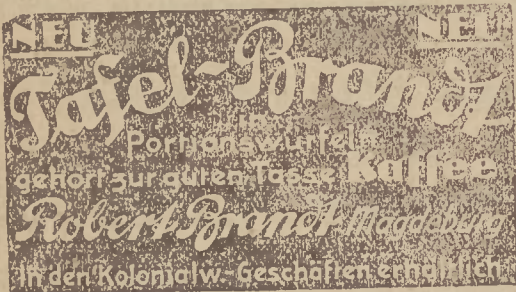 NEU NEU
Tafel-Brandt
in
Portionswürfeln
gehört zur guten Tasse Kaffee
Robert Brandt Magdeburg
In den Kolonialw.-Geschäften erhältlich